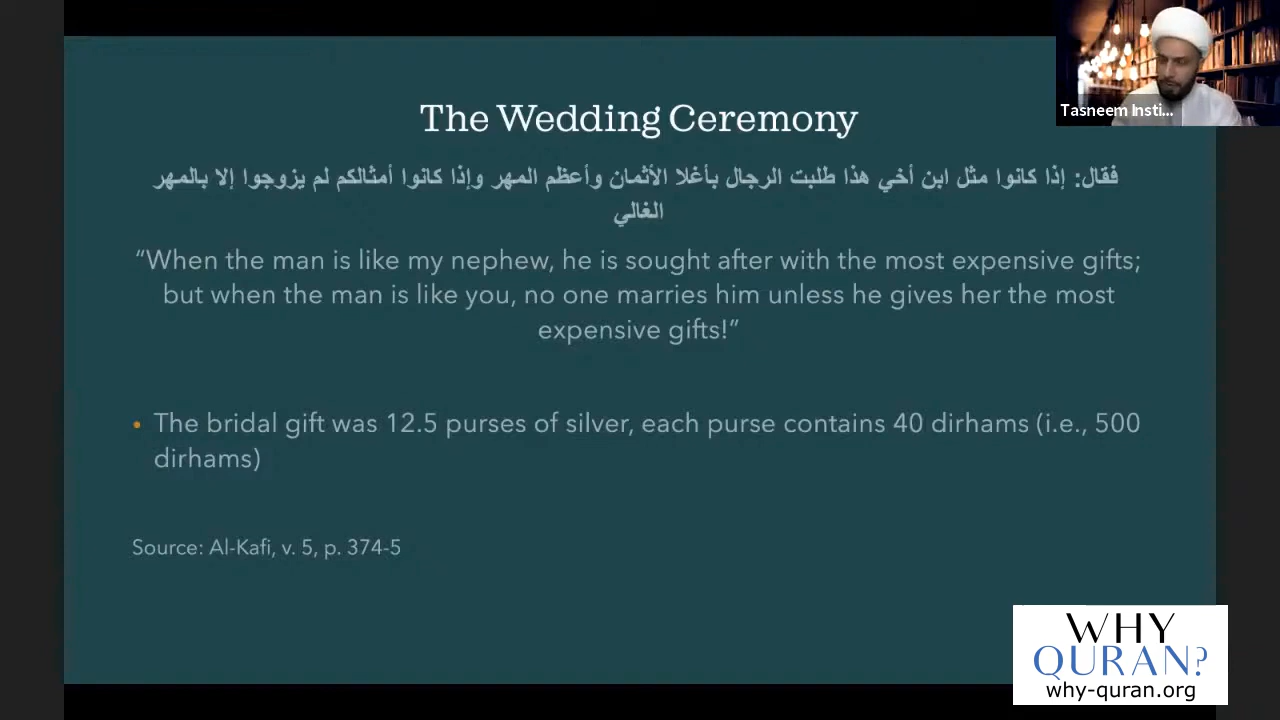 Tasneem Insti...
The Wedding Ceremony
فقال: إذا كانوا مثل ابن أخي هذا طلبت الرجال بأغلا الأثمان وأعظم المهر وإذا كانوا أمثالكم لم يزوجوا إلا بالمهر
الغالي
“When the man is like my nephew, he is sought after with the most expensive gifts;
but when the man is like you, no one marries him unless he gives her the most
expensive gifts!”
• The bridal gift was 12.5 purses of silver, each purse contains 40 dirhams (i.e., 500
dirhams)
Source: Al-Kafi, v. 5, p. 374-5
WHY
QURAN?
why-quran.org